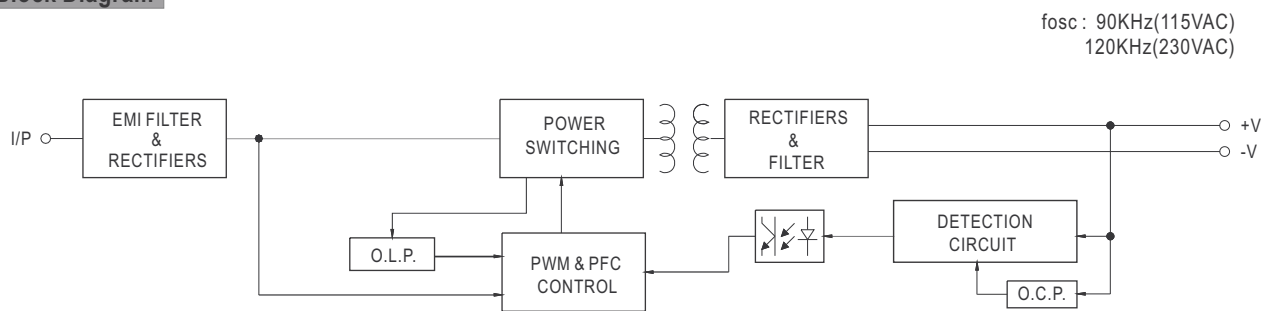 Block Diagram
fosc : 90KHz(115VAC)
120KHz(230VAC)
I/P
EMI FILTER
&
RECTIFIERS
POWER
SWITCHING
RECTIFIERS
&
FILTER
+V
-V
O.L.P.
PWM & PFC
CONTROL
DETECTION
CIRCUIT
O.C.P.